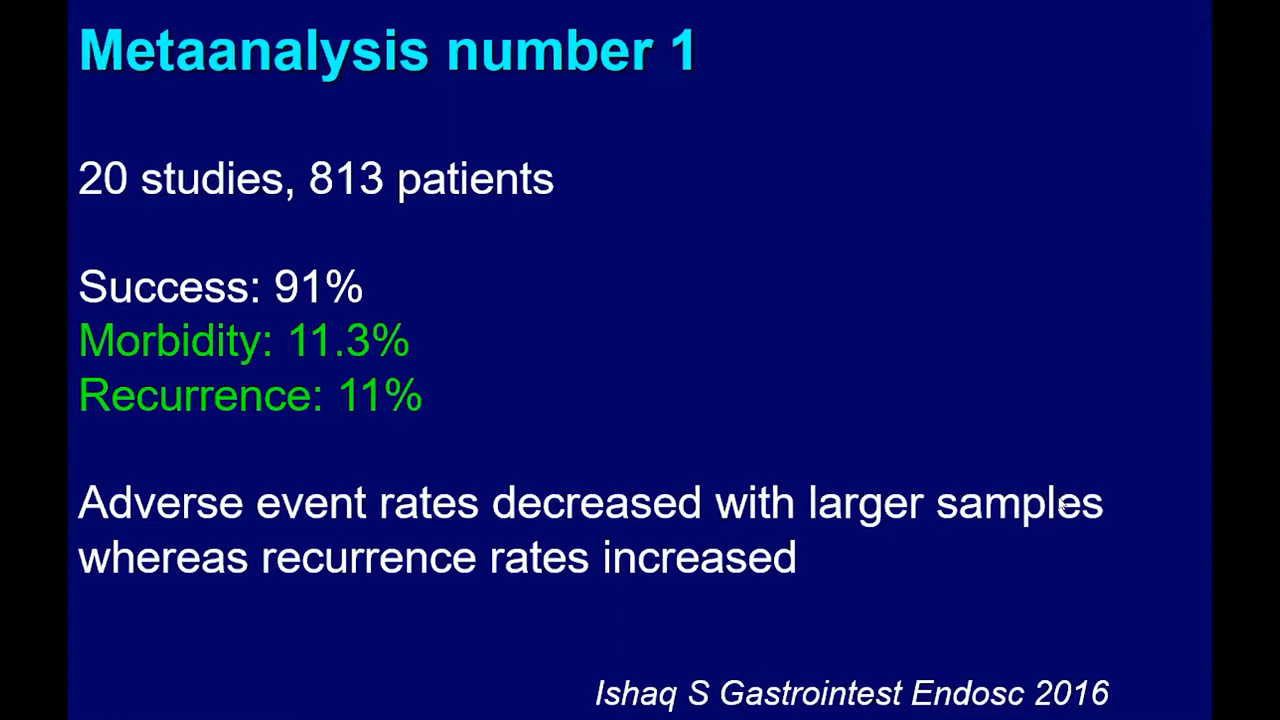 Metaanalysis number 1
20 studies, 813 patients
Success: 91%
Morbidity: 11.3%
Recurrence: 11%
Adverse event rates decreased with larger samples
whereas recurrence rates increased
Ishaq S Gastrointest Endosc 2016